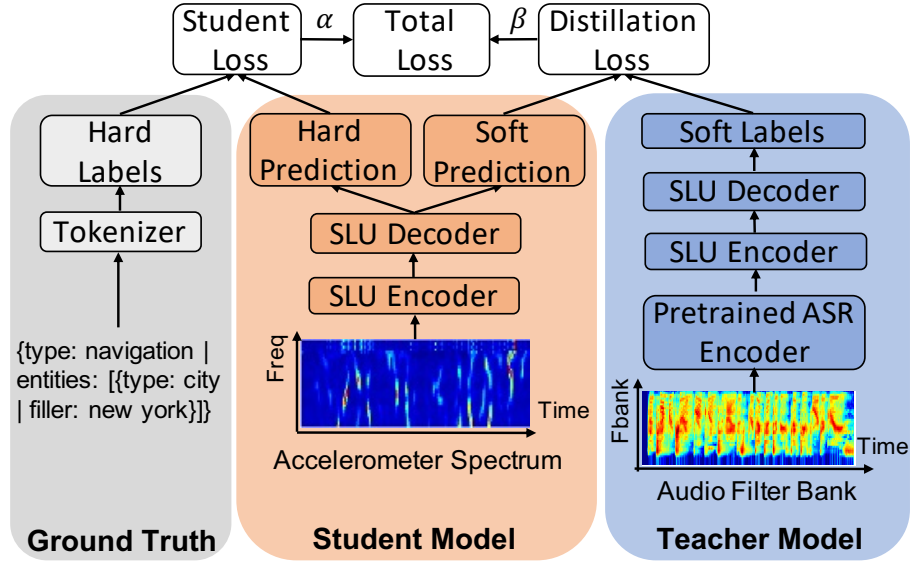 Student
Loss
α
Total
Loss
β
Distillation
Loss
Hard
Labels
Tokenizer
{type: navigation |
entities: [{type: city
| filler: new york}]}
Ground Truth
Hard
Prediction
Soft
Prediction
SLU Decoder
SLU Encoder
Freq
Time
Accelerometer Spectrum
Student Model
Soft Labels
SLU Decoder
SLU Encoder
Pretrained ASR
Encoder
Fbank
Time
Audio Filter Bank
Teacher Model